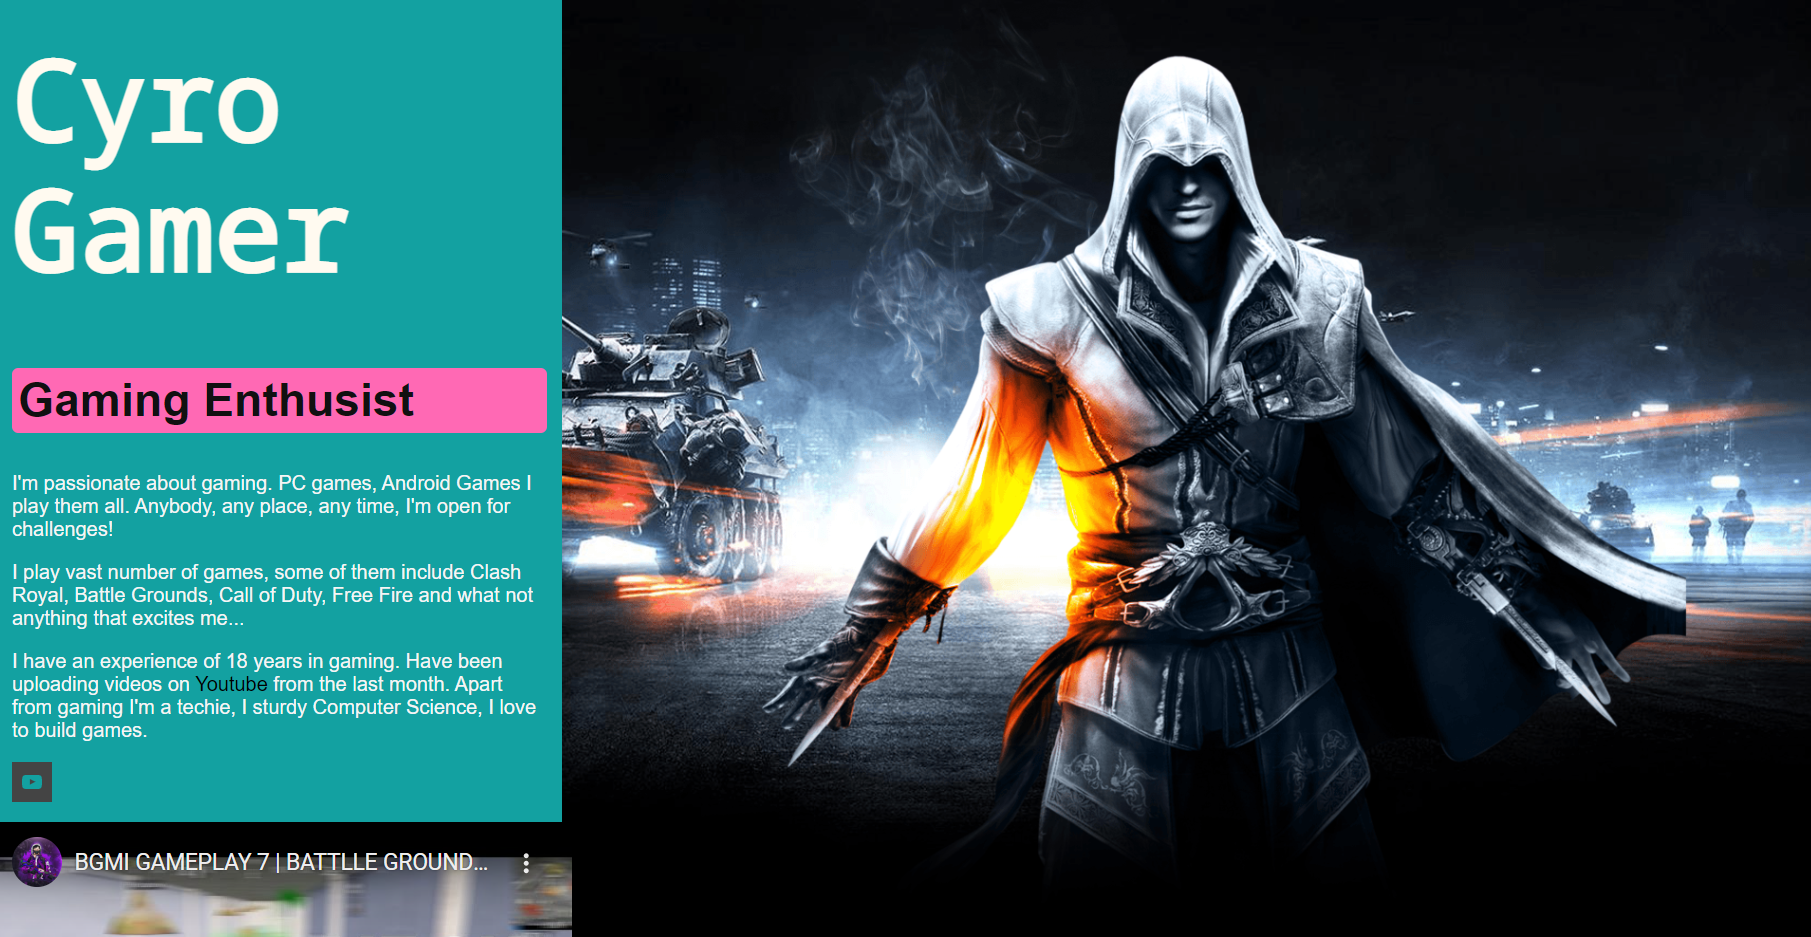 Cyro
Gamer
Gaming Enthusist
I'm passionate about gaming. PC games, Android Games I
play them all. Anybody, any place, any time, I'm open for
challenges!
I play vast number of games, some of them include Clash
Royal, Battle Grounds, Call of Duty, Free Fire and what not
anything that excites me...
I have an experience of 18 years in gaming. Have been
uploading videos on Youtube from the last month. Apart
from gaming I'm a techie, I sturdy Computer Science, I love
to build games.
BGMI GAMEPLAY 7 | BATTLLE GROUND...